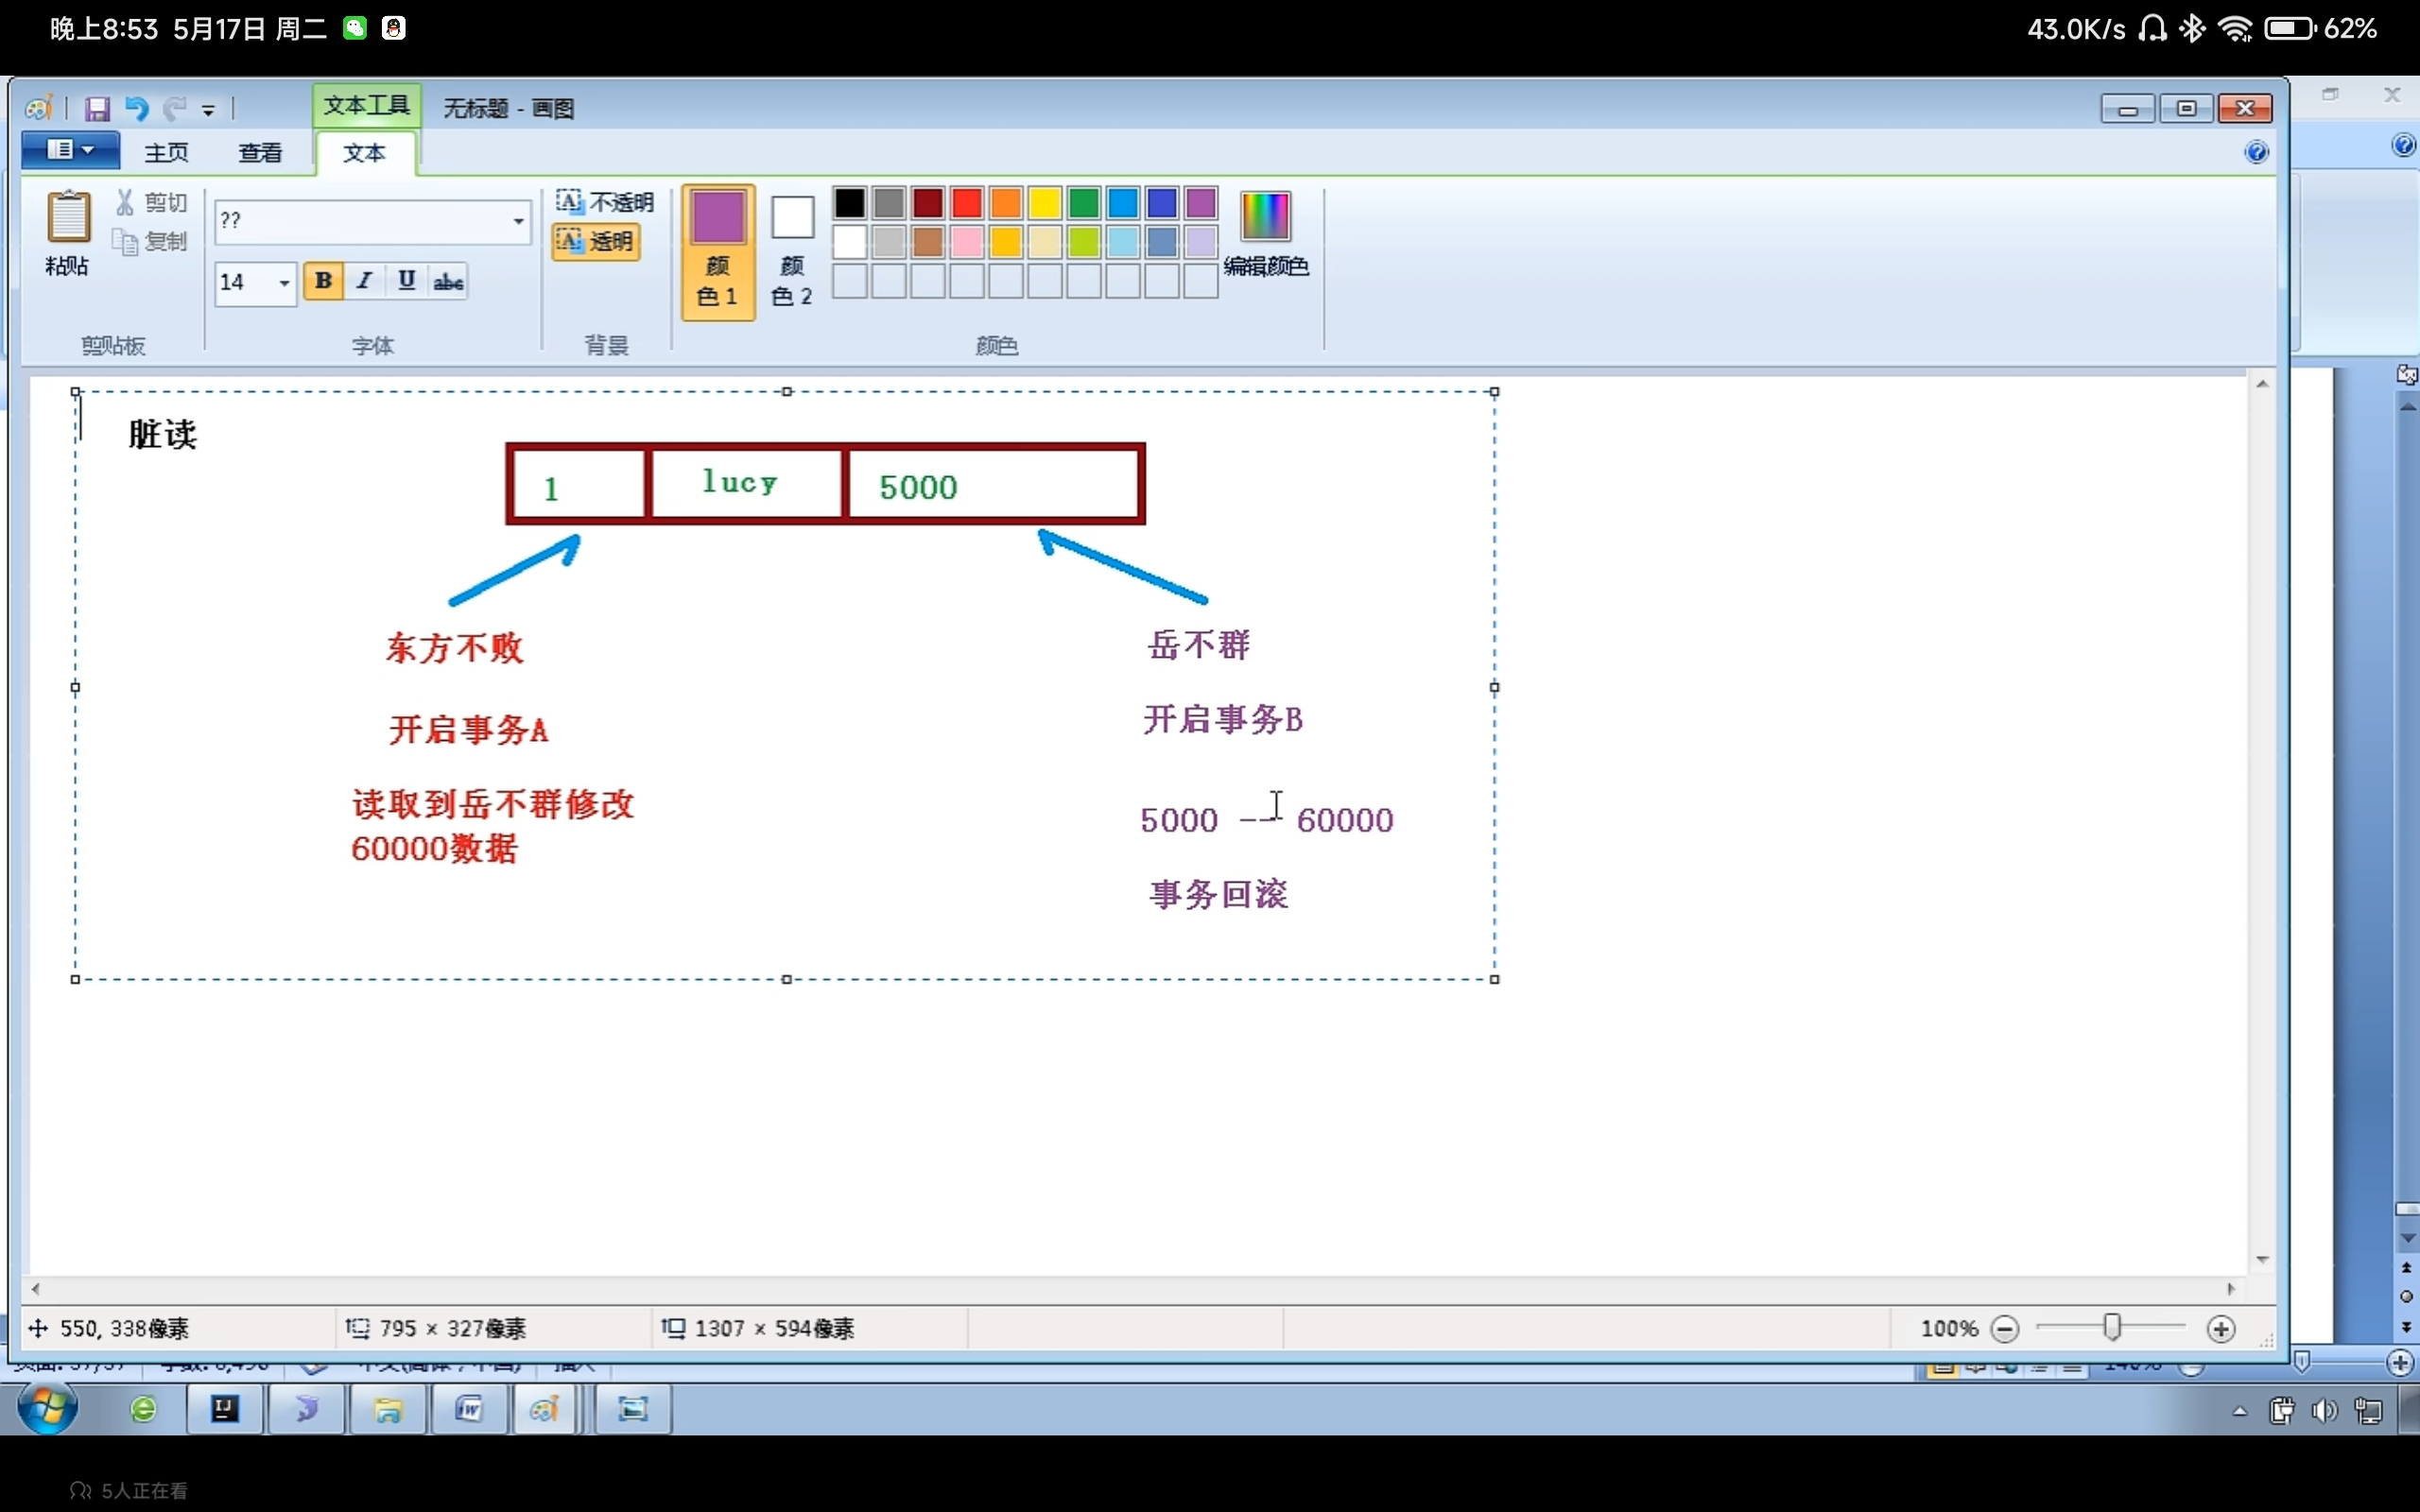 晚上8:53 5月17日 周二
43.0K/s 62%
文本工具 无标题 - 画图
主页 查看 文本
粘贴 剪切
复制
??
14 B I U abc
不透明
透明
颜色 1
颜色 2
编辑颜色
剪贴板 字体 背景 颜色
脏读
1 lucy 5000
东方不败 岳不群
开启事务A 开启事务B
读取到岳不群修改
60000数据
5000 -- 60000
事务回滚
550, 338像素 795 × 327像素 1307 × 594像素 100%
5人正在看